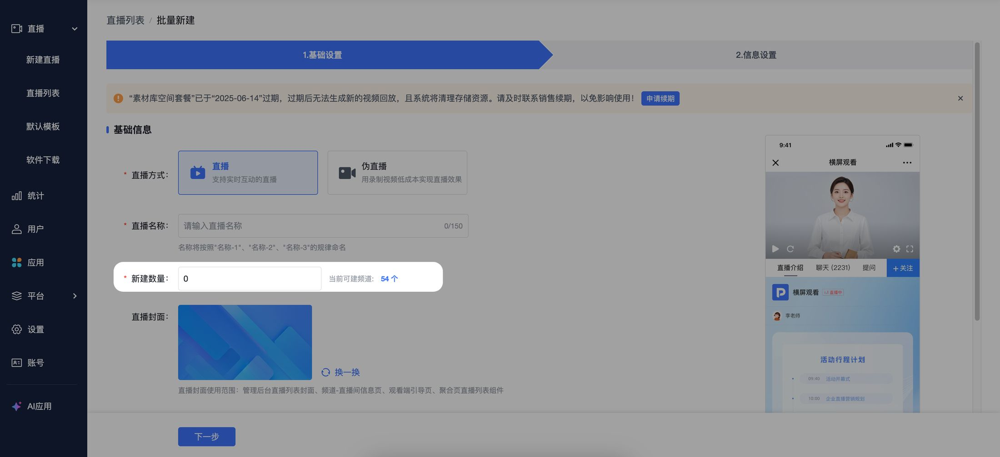 直播
新建直播
直播列表
默认模板
软件下载
统计
用户
应用
平台
设置
账号
AI应用
直播列表 / 批量新建
1.基础设置
2.信息设置
“素材库空间套餐”已于“2025-06-14”过期，过期后无法生成新的视频回放，且系统将清理存储资源。请及时联系销售续期，以免影响使用！ 申请续期
基础信息
* 直播方式：
直播
支持实时互动的直播
伪直播
用录制视频低成本实现直播效果
* 直播名称： 请输入直播名称 0/150
名称将按照"名称-1"、"名称-2"、"名称-3"的规律命名
* 新建数量： 0 当前可建频道: 54 个
直播封面：
换一换
直播封面使用范围：管理后台直播列表封面、频道-直播间信息页、观看端引导页、聚合页直播列表组件
下一步
9:41
横屏观看
直播介绍 聊天 (2231) 提问 +关注
横屏观看 直播中
李老师
活动行程计划
09:40 活动开幕式
10:00 企业直播营销规划